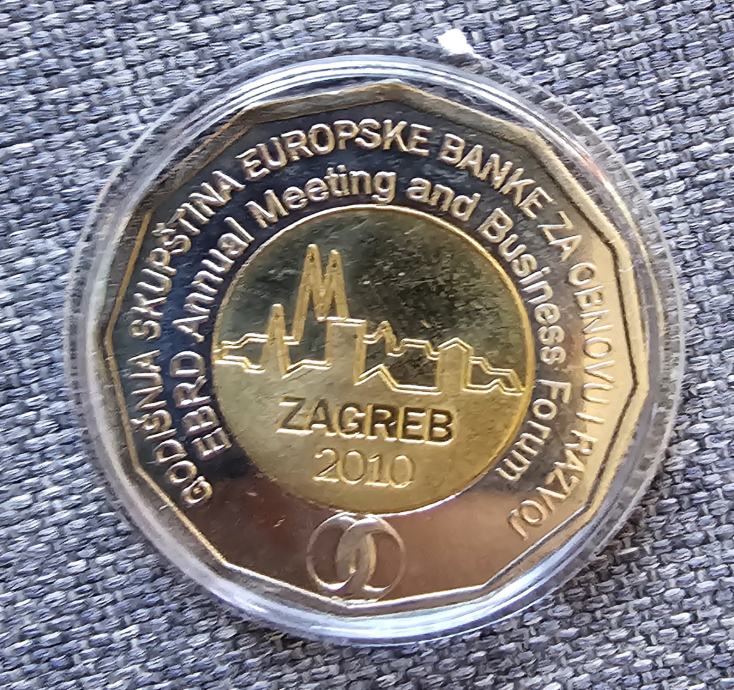 GODIŠNJA SKUPŠTINA EUROPSKE BANKE ZA OBNOVU I RAZVOJ
EBRD Annual Meeting and Business Forum
ZAGREB
2010